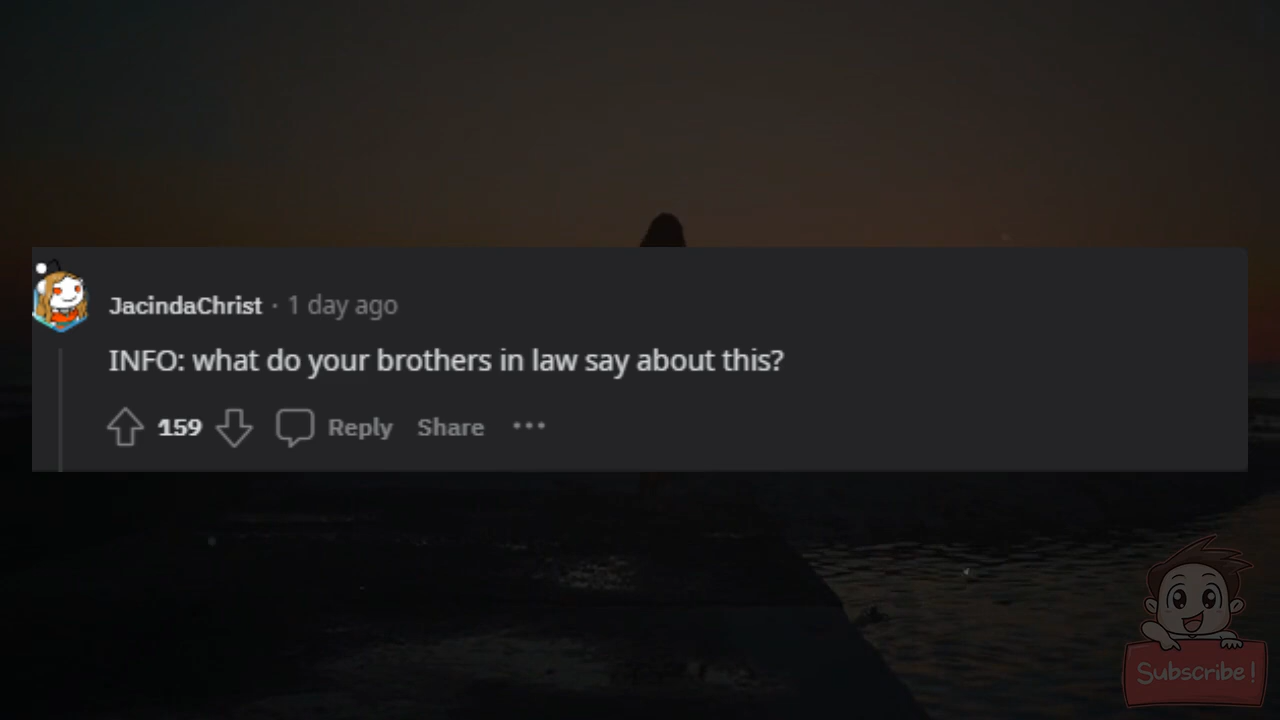 JacindaChrist · 1 day ago
INFO: what do your brothers in law say about this?
159 Reply Share ···
Subscribe!